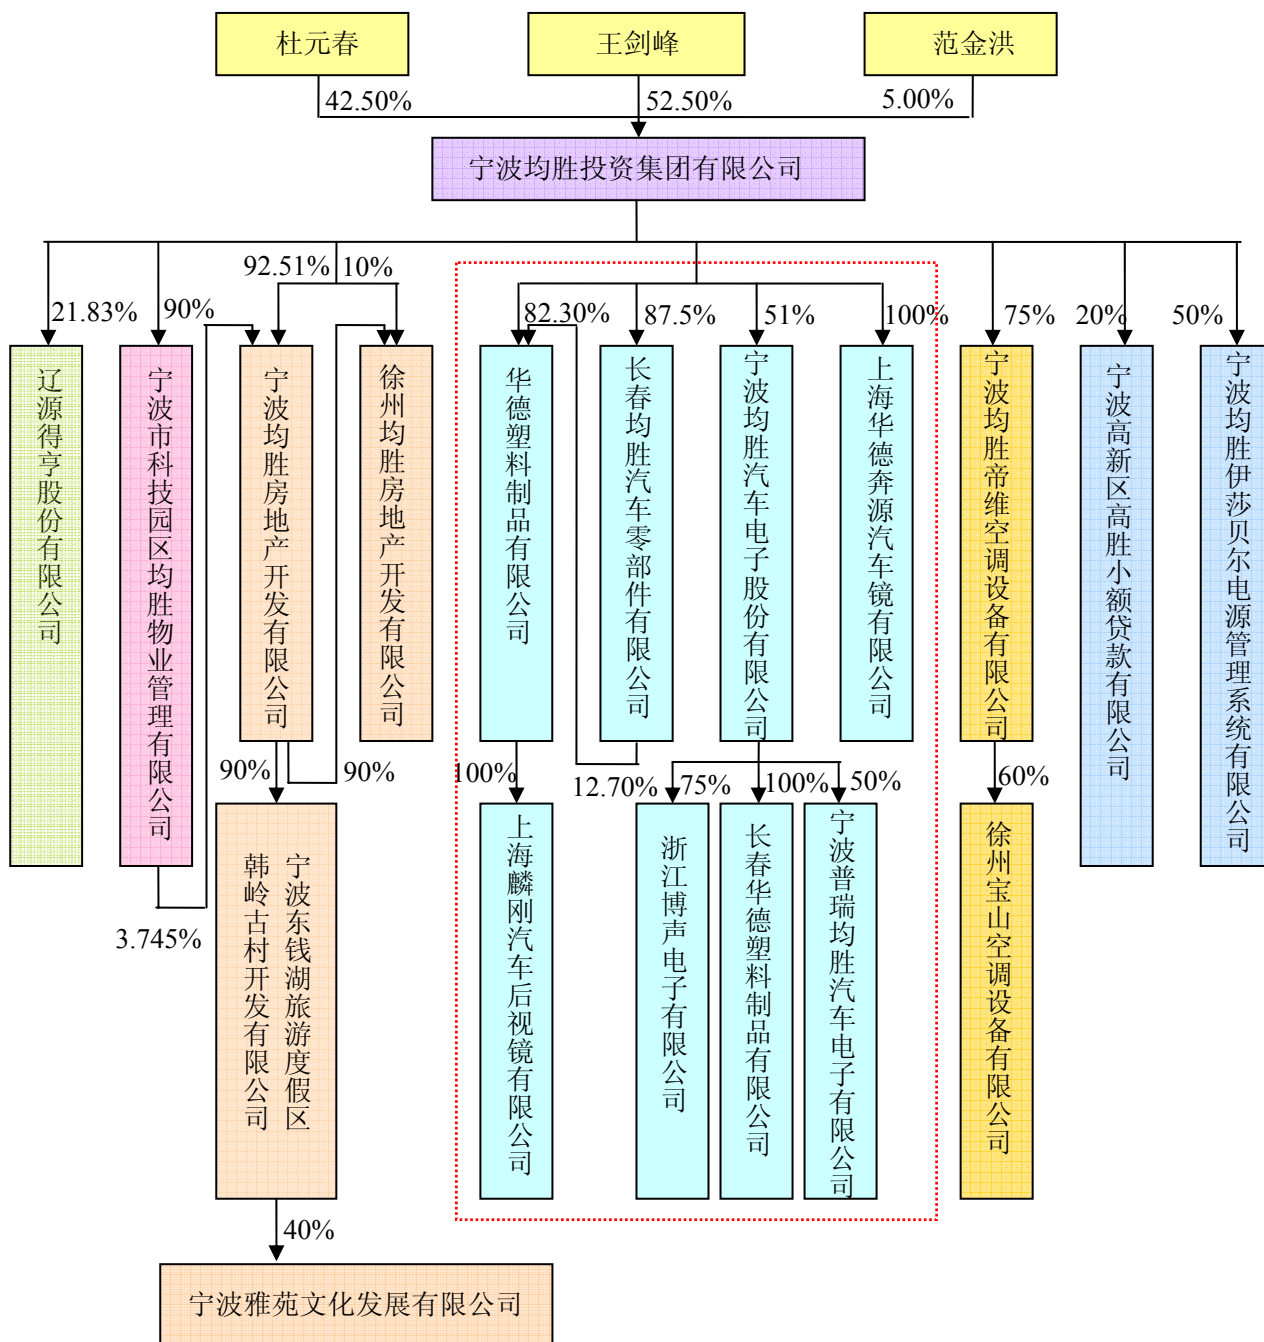 杜元春
王剑峰
范金洪
42.50%
52.50%
5.00%
宁波均胜投资集团有限公司
92.51%
10%
21.83%
90%
82.30%
87.5%
51%
100%
75%
20%
50%
辽源得亨股份有限公司
宁波市科技园区均胜物业管理有限公司
宁波均胜房地产开发有限公司
徐州均胜房地产开发有限公司
华德塑料制品有限公司
长春均胜汽车零部件有限公司
宁波均胜汽车电子股份有限公司
上海华德奔源汽车镜有限公司
宁波均胜帝维空调设备有限公司
宁波高新区高胜小额贷款有限公司
宁波均胜伊莎贝尔电源管理系统有限公司
90%
90%
100%
12.70%
75%
100%
50%
60%
3.745%
宁波东钱湖旅游度假区
韩岭古村开发有限公司
上海麟刚汽车后视镜有限公司
浙江博声电子有限公司
长春华德塑料制品有限公司
宁波普瑞均胜汽车电子有限公司
徐州宝山空调设备有限公司
40%
宁波雅苑文化发展有限公司